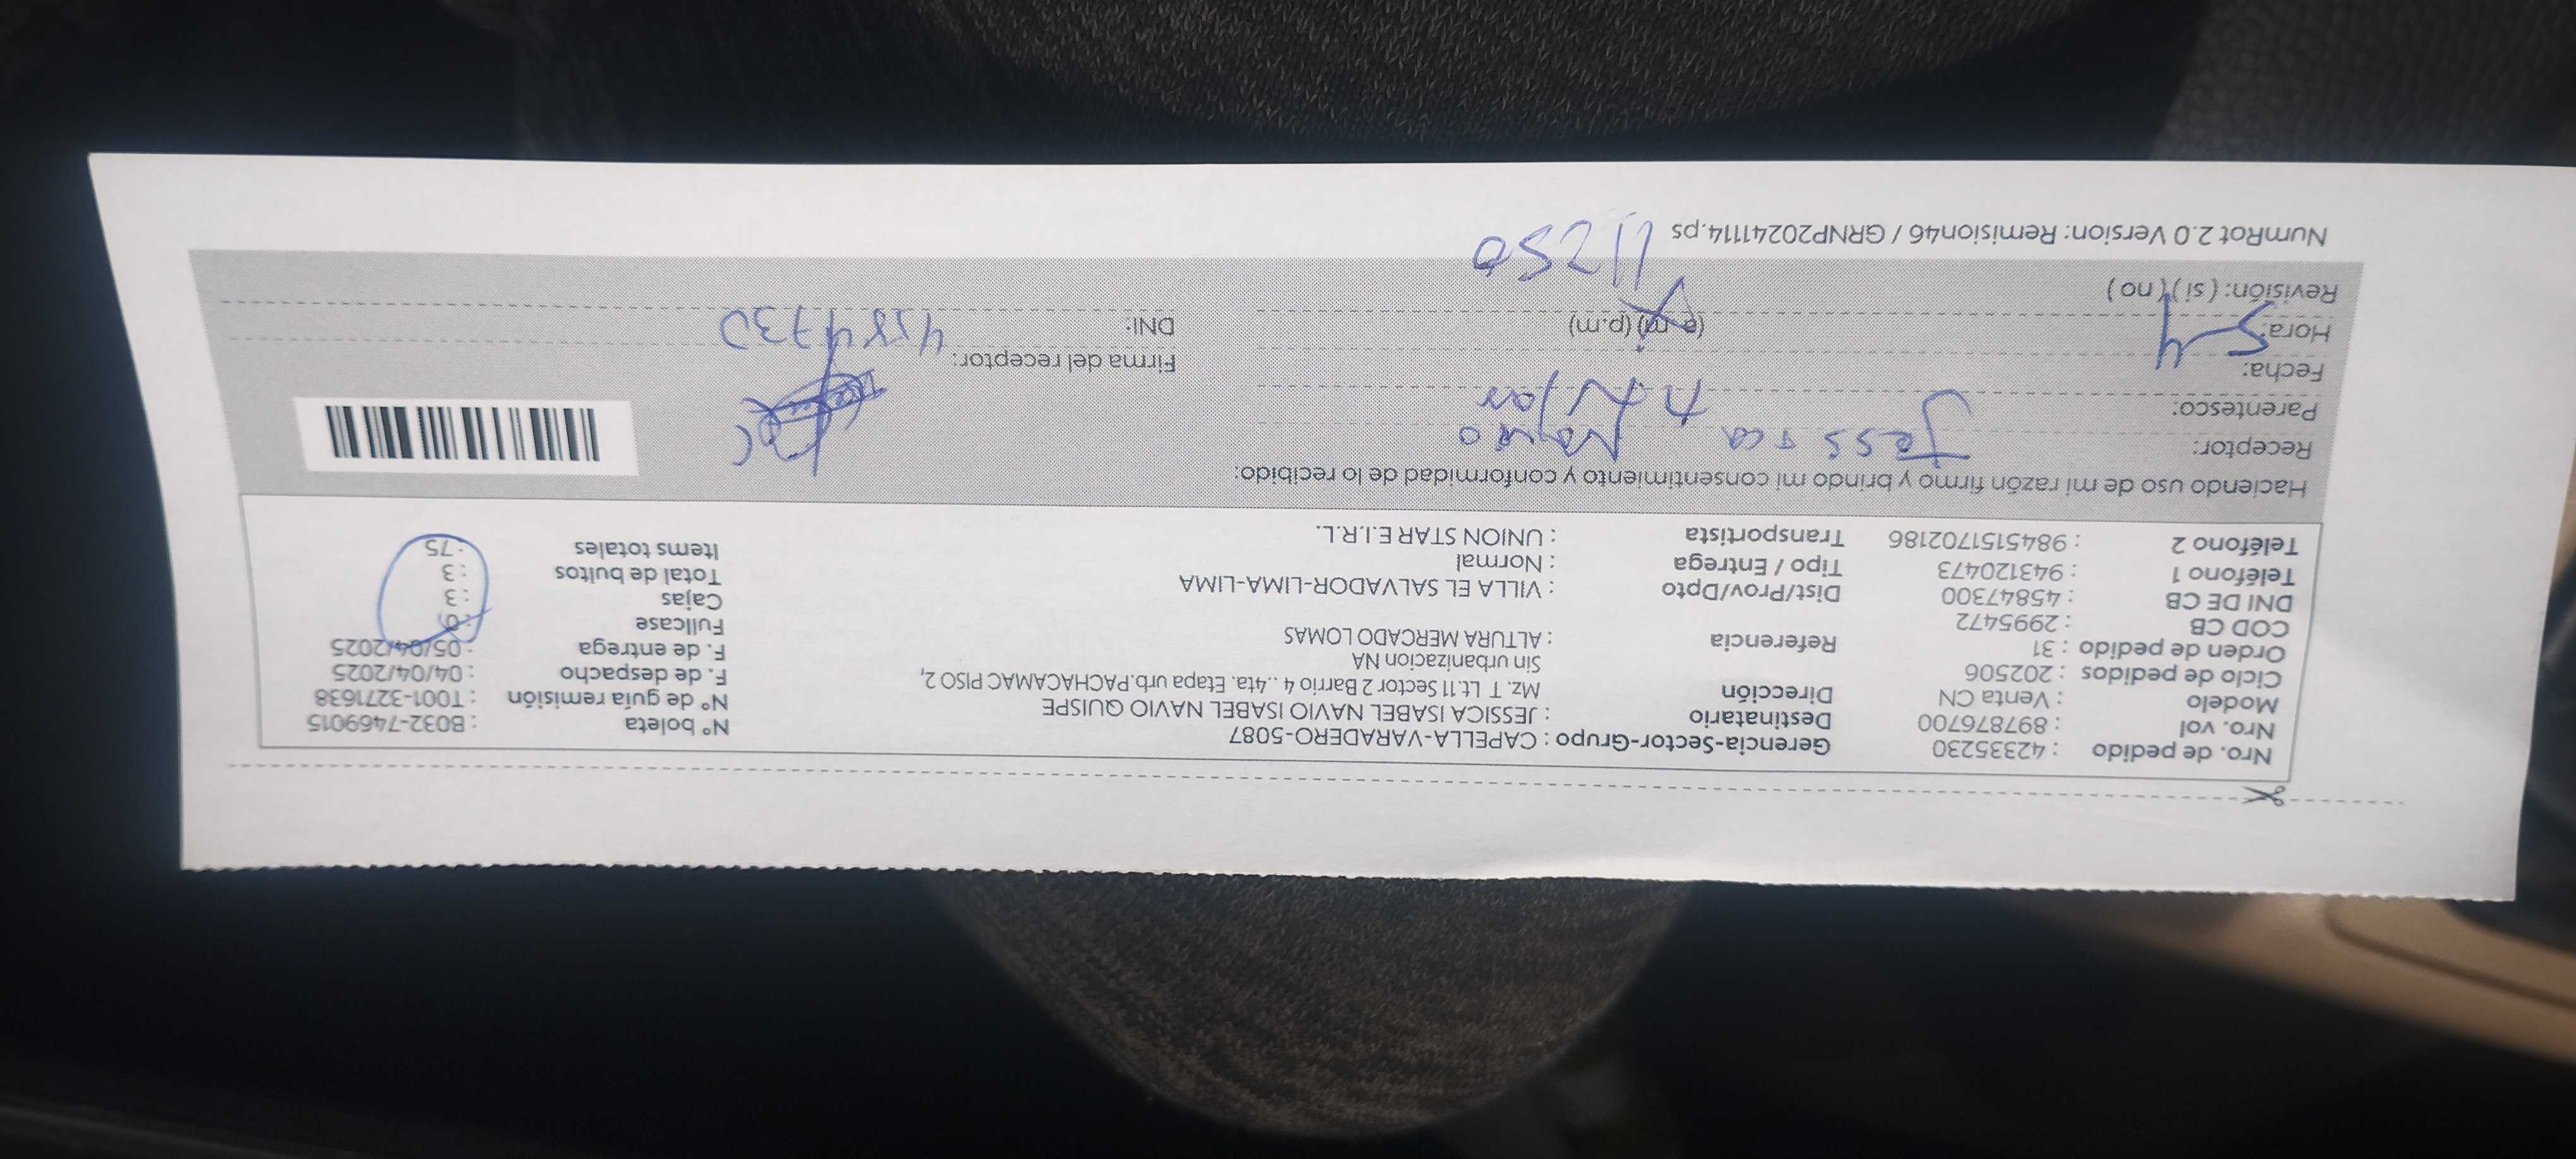 Nro. de pedido : 42335230 Gerencia-Sector-Grupo : CAPELLA-VARADERO-5087 N° boleta : B032-7469015
Nro. vol : 8978767600 Destinatario : JESSICA ISABEL NAVIO ISABEL NAVIO QUISPE N° de guía remisión : T001-3271638
Modelo : Venta CN Dirección Mz. T Lt.11 Sector 2 Barrio 4 ..4ta. Etapa urb.PACHACAMAC PISO 2, F. de despacho : 04/04/2025
Ciclo de pedidos : 202506 Sin urbanizacion NA F. de entrega : 05/04/2025
Orden de pedido : 31 Referencia : ALTURA MERCADO LOMAS Fullcase : 0
COD CB : 2995472 Cajas : 3
DNI DE CB : 45847300 Dist/Prov/Dpto : VILLA EL SALVADOR-LIMA-LIMA Total de bultos : 3
Teléfono 1 : 943120473 Tipo / Entrega : Normal Items totales : 75
Teléfono 2 : 9845151702186 Transportista : UNION STAR E.I.R.L.
Haciendo uso de mi razón firmo y brindo mi consentimiento y conformidad de lo recibido:
Receptor: Jessica Navio
Parentesco: titular
Fecha: 5-4 Firma del receptor:
Hora: (a.m) (p.m) DNI: 4584730
Revisión: ( si ) ( no )
11250
NumRot 2.0 Version: Remision46 / GRNP20241114.ps